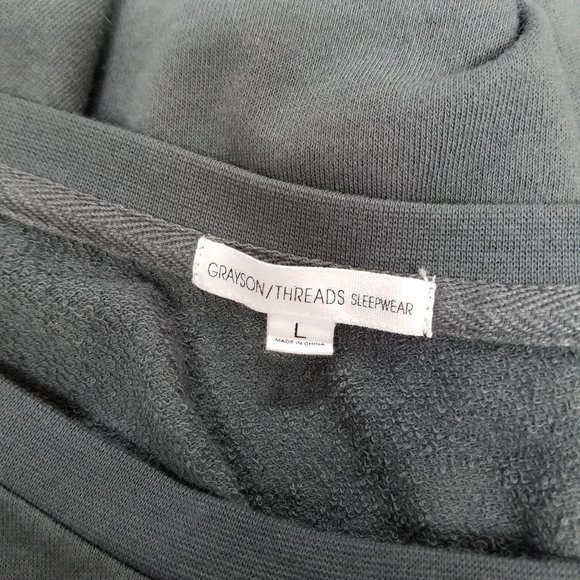 GRAYSON/THREADS SLEEPWEAR
L
MADE IN CHINA